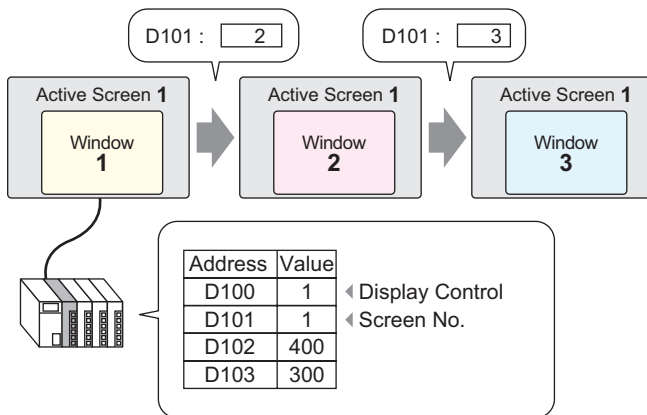 D101 : 2
D101 : 3
Active Screen 1
Window
1
Active Screen 1
Window
2
Active Screen 1
Window
3
Address Value
D100 1 Display Control
D101 1 Screen No.
D102 400
D103 300